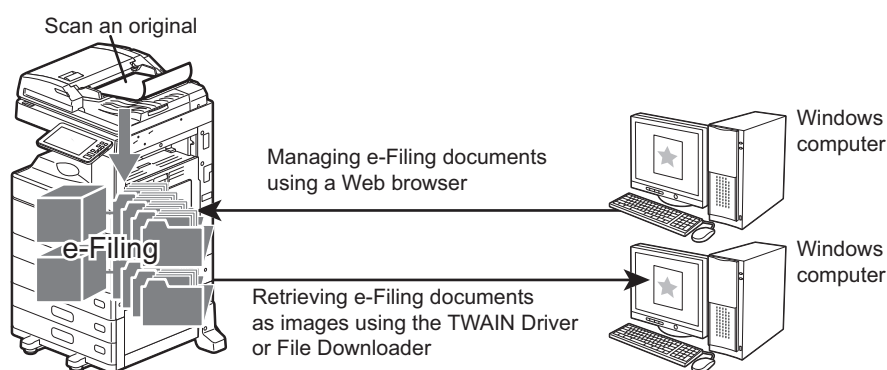 Scan an original
Windows
computer
Managing e-Filing documents
using a Web browser
e-Filing
Windows
computer
Retrieving e-Filing documents
as images using the TWAIN Driver
or File Downloader